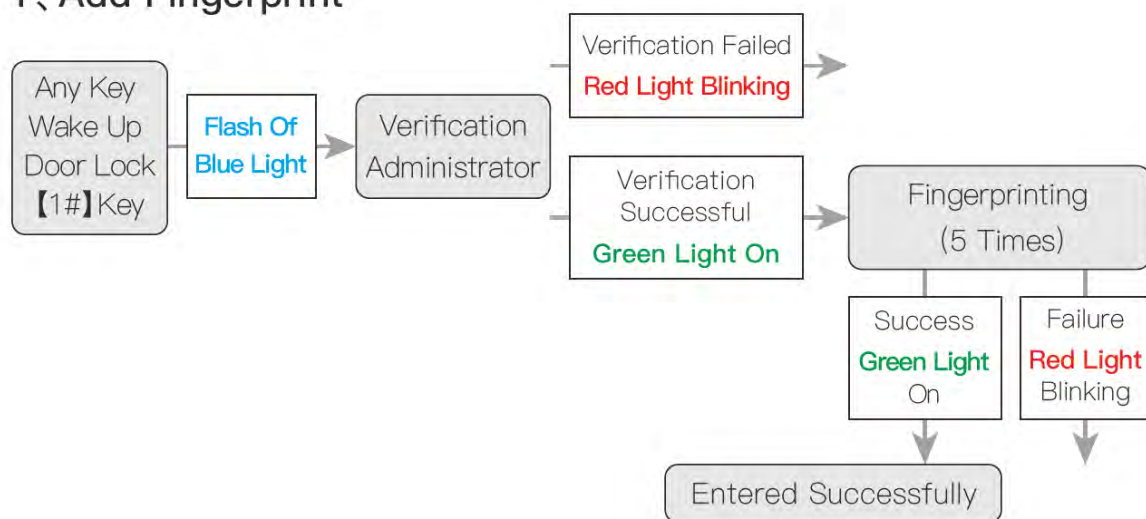 1、Add Fingerprint
Any Key
Wake Up
Door Lock
【1#】Key
Flash Of
Blue Light
Verification
Administrator
Verification Failed
Red Light Blinking
Verification
Successful
Green Light On
Fingerprinting
(5 Times)
Success
Green Light
On
Failure
Red Light
Blinking
Entered Successfully